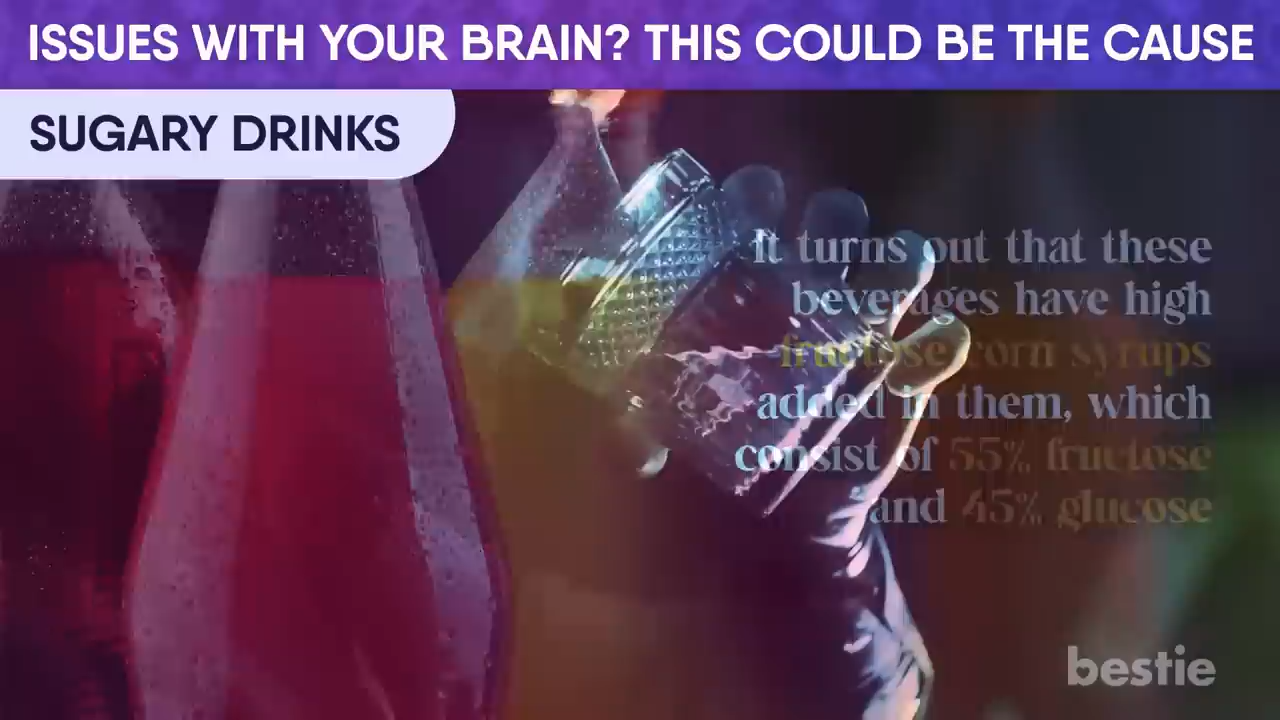 ISSUES WITH YOUR BRAIN? THIS COULD BE THE CAUSE
SUGARY DRINKS
It turns out that these
beverages have high
fructose corn syrups
added in them, which
consist of 55% fructose
and 45% glucose
bestie